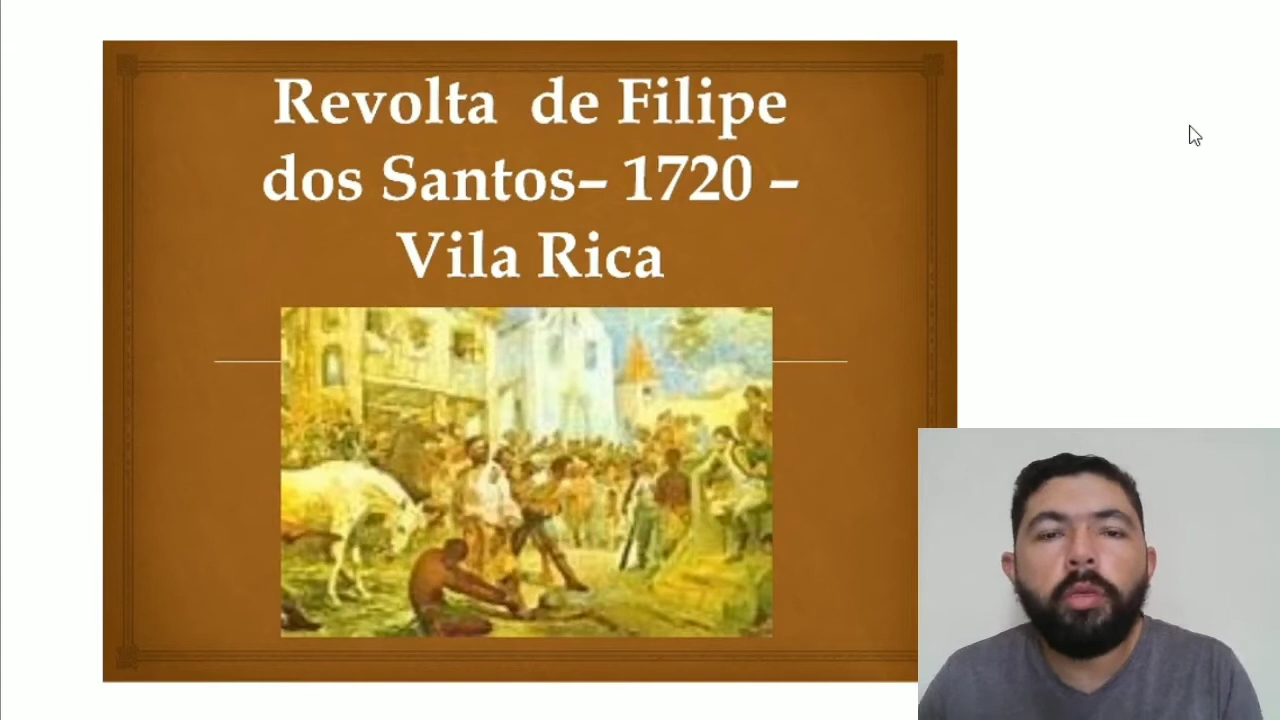 Revolta de Filipe
dos Santos– 1720 –
Vila Rica